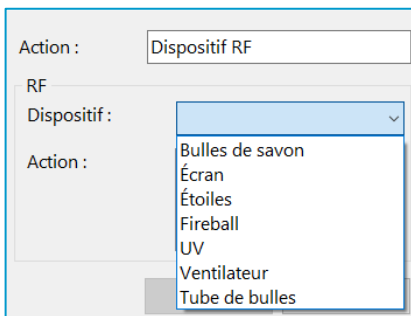 Action :
Dispositif RF
RF
Dispositif :
Action :
Bulles de savon
Écran
Étoiles
Fireball
UV
Ventilateur
Tube de bulles